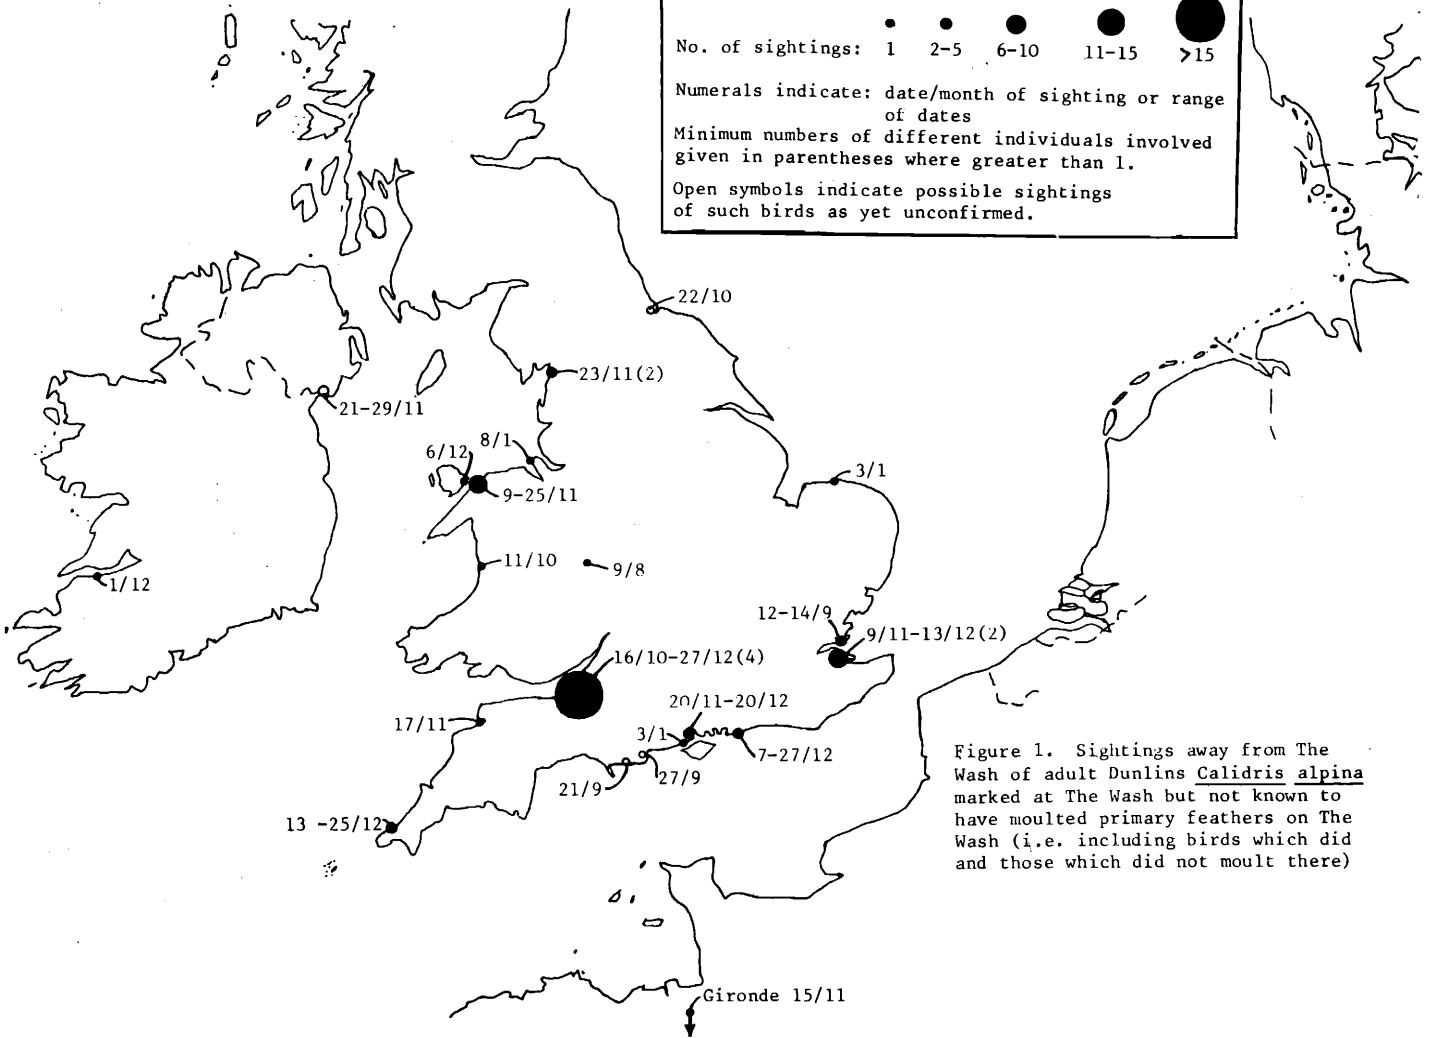 No. of sightings: 1 2-5 6-10 11-15 >15
Numerals indicate: date/month of sighting or range
of dates
Minimum numbers of different individuals involved
given in parentheses where greater than 1.
Open symbols indicate possible sightings
of such birds as yet unconfirmed.
22/10
23/11(2)
21-29/11
8/1
6/12
3/1
9-25/11
11/10
9/8
1/12
12-14/9
9/11-13/12(2)
16/10-27/12(4)
20/11-20/12
17/11
3/1
7-27/12
27/9
21/9
13 -25/12
Figure 1. Sightings away from The
Wash of adult Dunlins Calidris alpina
marked at The Wash but not known to
have moulted primary feathers on The
Wash (i.e. including birds which did
and those which did not moult there)
Gironde 15/11